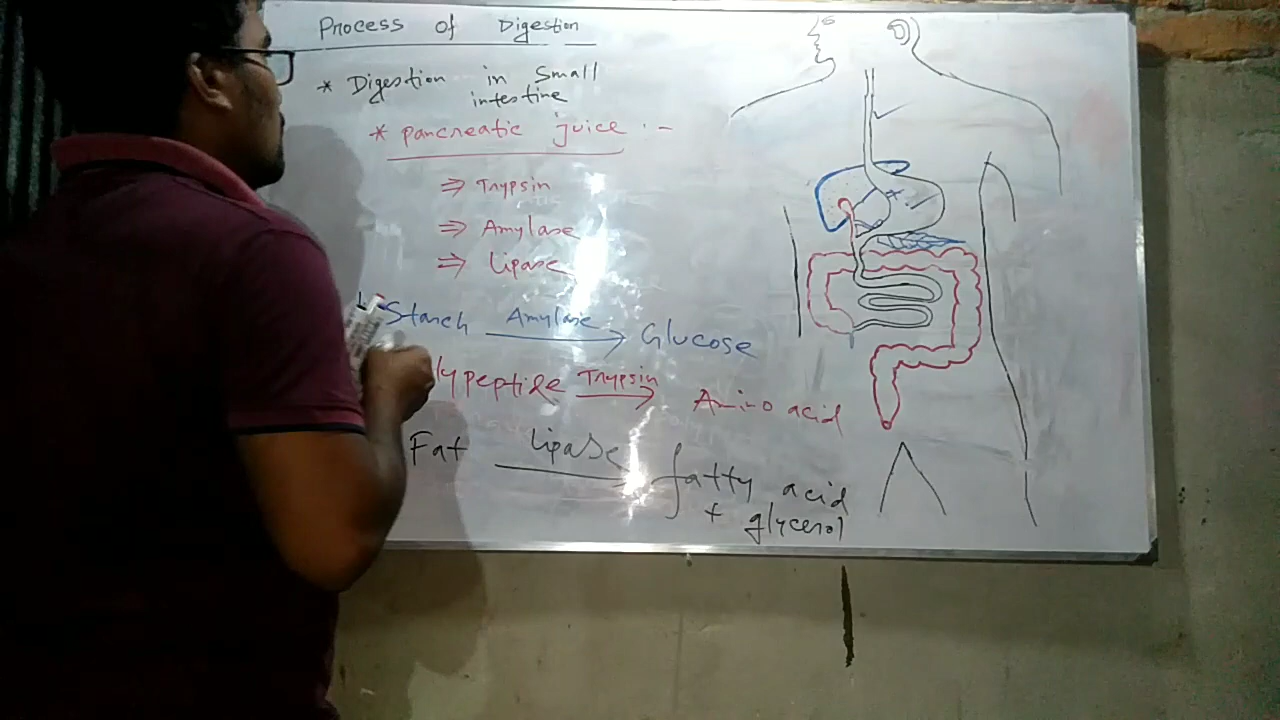 Process of Digestion
* Digestion in Small
intestine
* pancreatic juice :-
⇒ Trypsin
⇒ Amylase
⇒ Lipase
Starch Amylase → Glucose
lypeptide Trypsin → Amino acid
Fat Lipase → fatty acid
+ glycerol